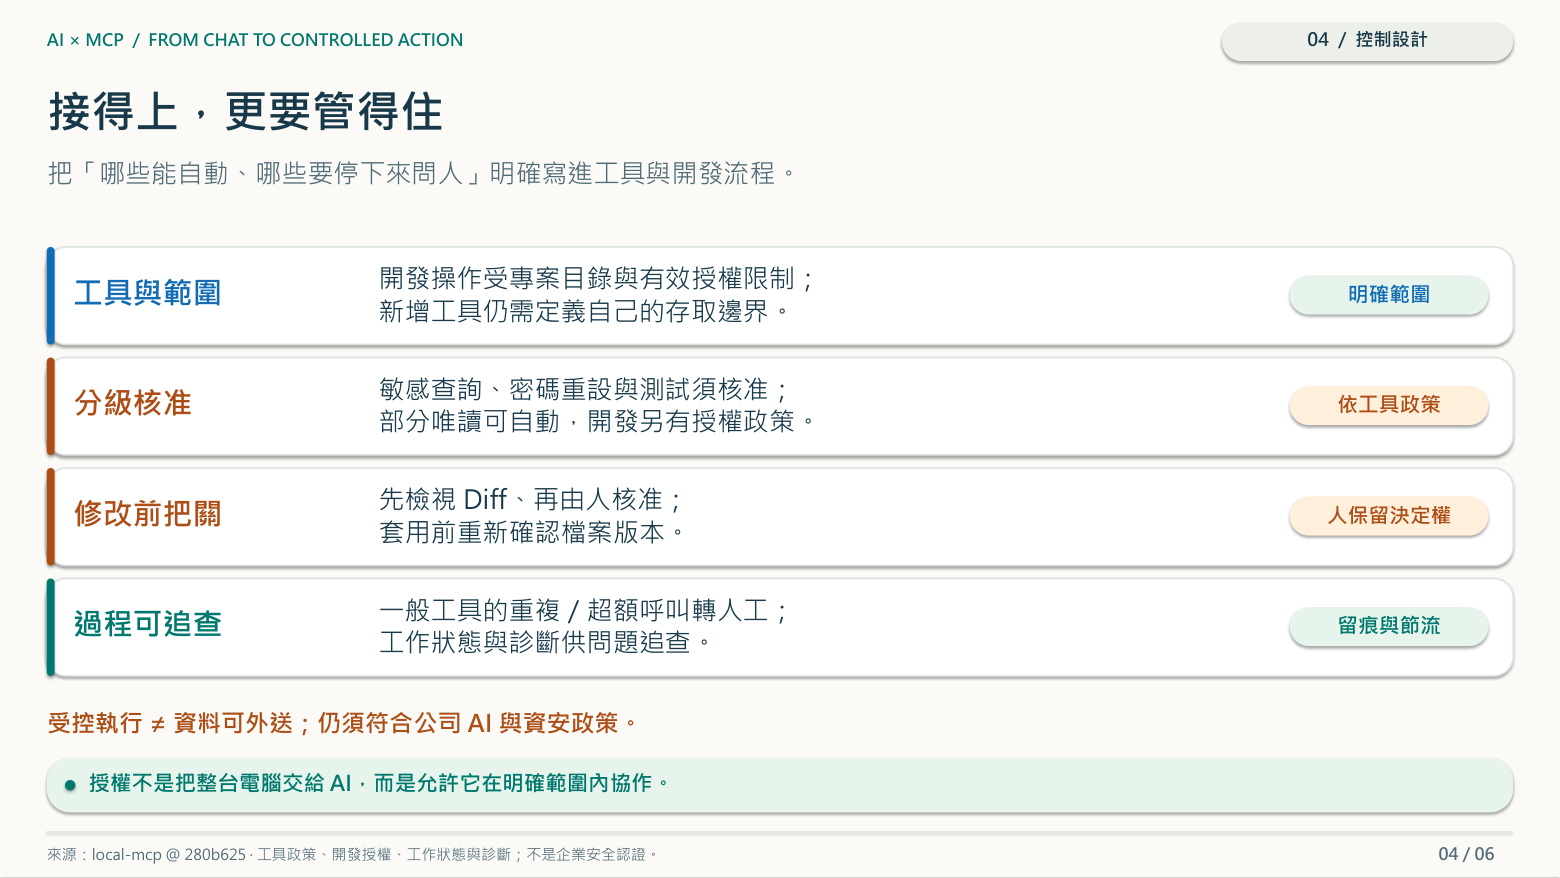 AI × MCP / FROM CHAT TO CONTROLLED ACTION
04 / 控制設計
接得上，更要管得住
把「哪些能自動、哪些要停下來問人」明確寫進工具與開發流程。
工具與範圍
開發操作受專案目錄與有效授權限制；
新增工具仍需定義自己的存取邊界。
明確範圍
分級核准
敏感查詢、密碼重設與測試須核准；
部分唯讀可自動，開發另有授權政策。
依工具政策
修改前把關
先檢視 Diff、再由人核准；
套用前重新確認檔案版本。
人保留決定權
過程可追查
一般工具的重複 / 超額呼叫轉人工；
工作狀態與診斷供問題追查。
留痕與節流
受控執行 ≠ 資料可外送；仍須符合公司 AI 與資安政策。
● 授權不是把整台電腦交給 AI，而是允許它在明確範圍內協作。
來源：local-mcp @ 280b625 · 工具政策、開發授權、工作狀態與診斷；不是企業安全認證。
04 / 06